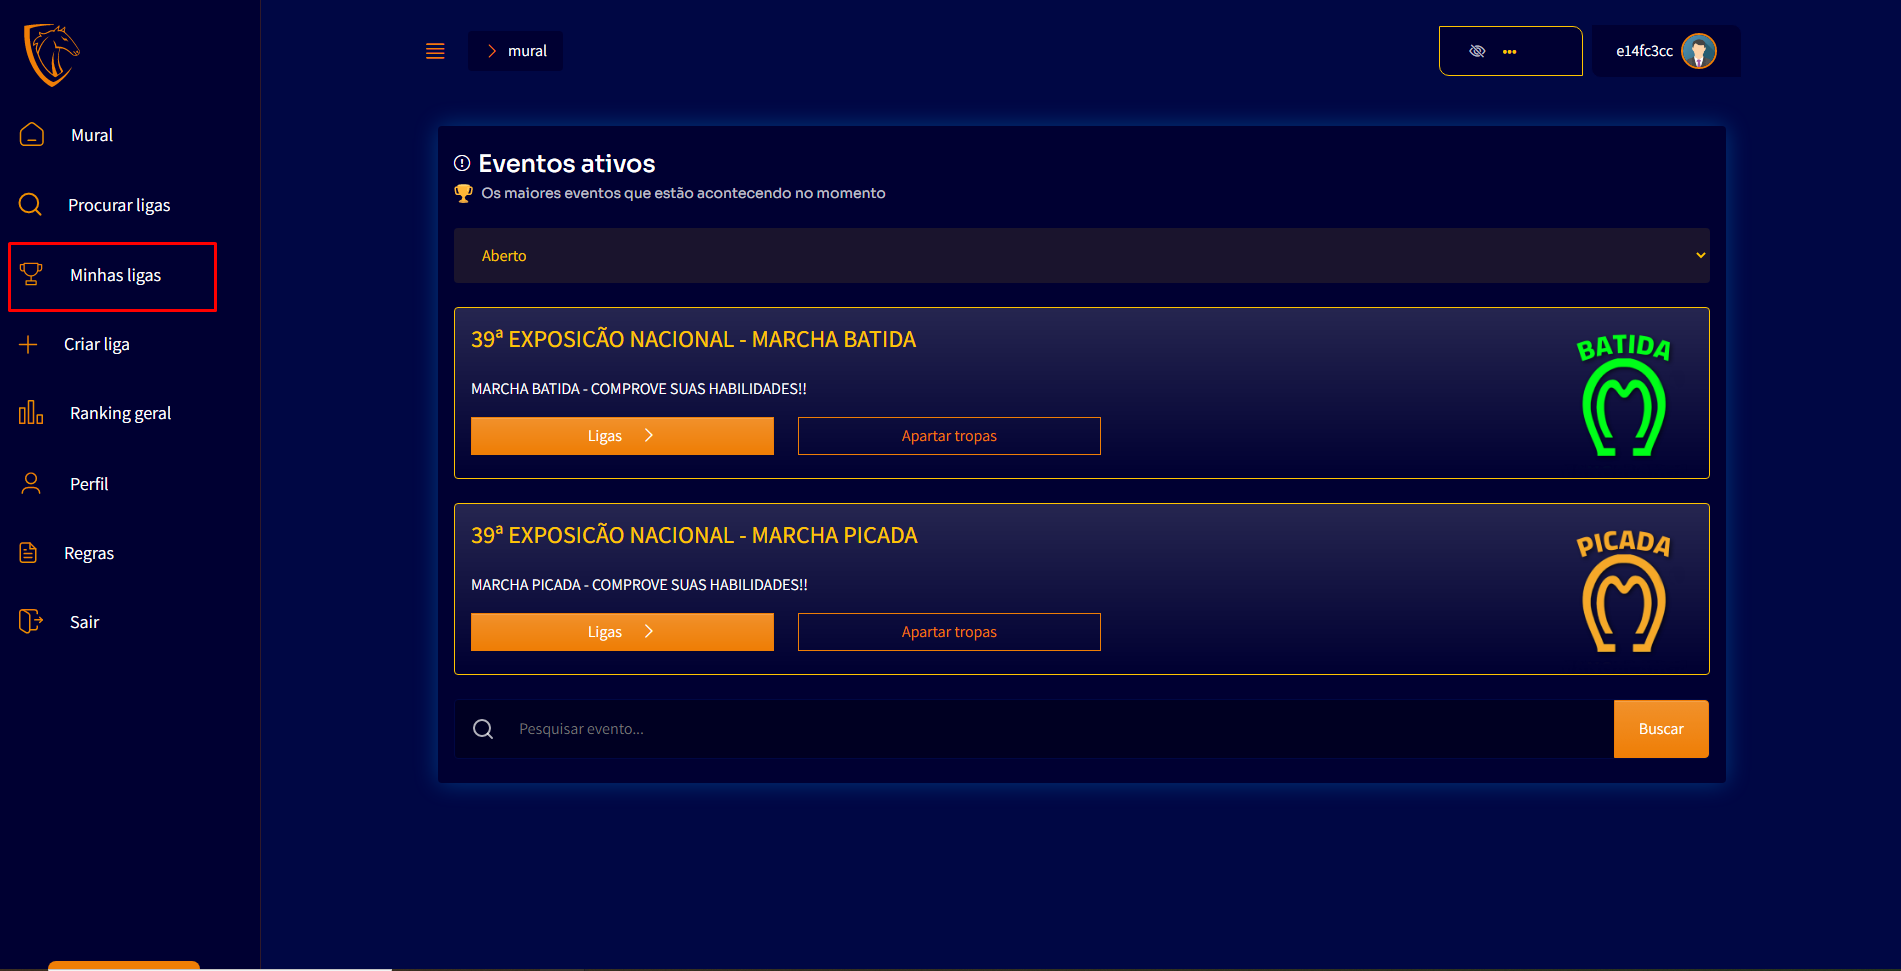 Mural
Procurar ligas
Minhas ligas
Criar liga
Ranking geral
Perfil
Regras
Sair
mural
•••
e14fc3cc
Eventos ativos
Os maiores eventos que estão acontecendo no momento
Aberto
39ª EXPOSICÃO NACIONAL - MARCHA BATIDA
MARCHA BATIDA - COMPROVE SUAS HABILIDADES!!
Ligas
Apartar tropas
BATIDA
39ª EXPOSICÃO NACIONAL - MARCHA PICADA
MARCHA PICADA - COMPROVE SUAS HABILIDADES!!
Ligas
Apartar tropas
PICADA
Pesquisar evento...
Buscar